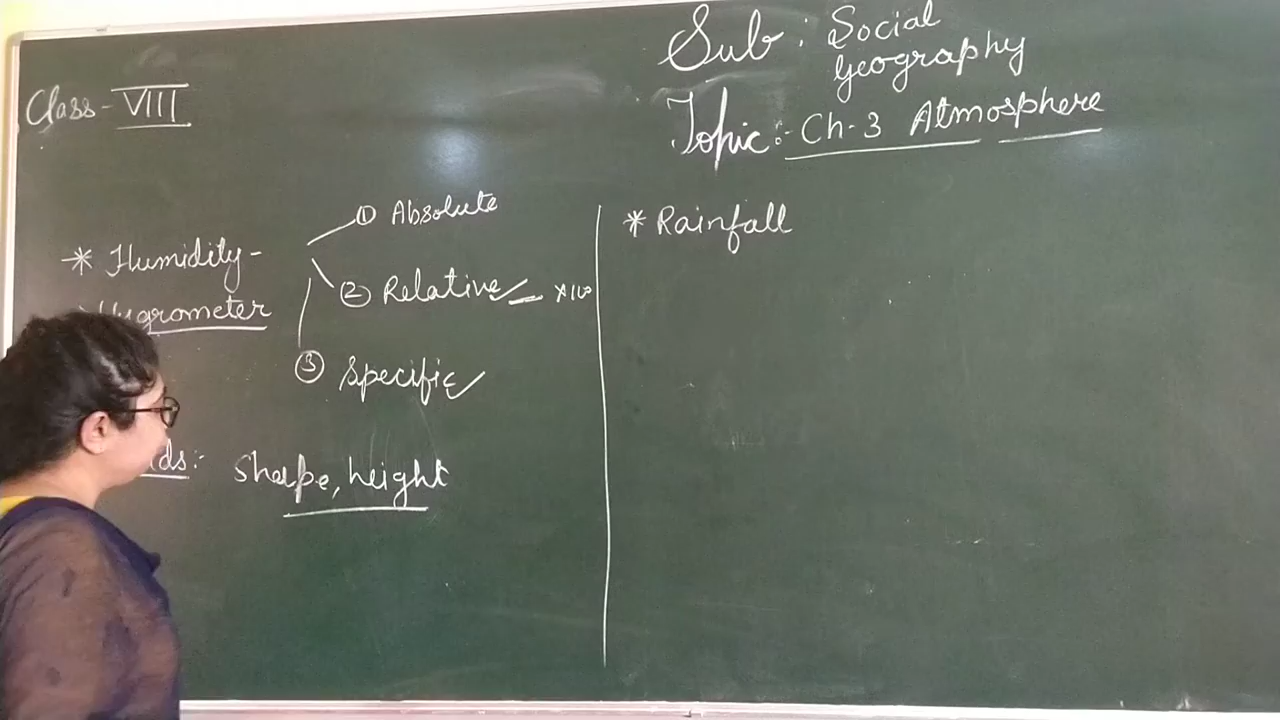 Class - VIII
Sub : Social
Geography
Topic :- Ch-3 Atmosphere
* Humidity -
Hygrometer
① Absolute
② Relative ×100
③ Specific
shape, height
* Rainfall